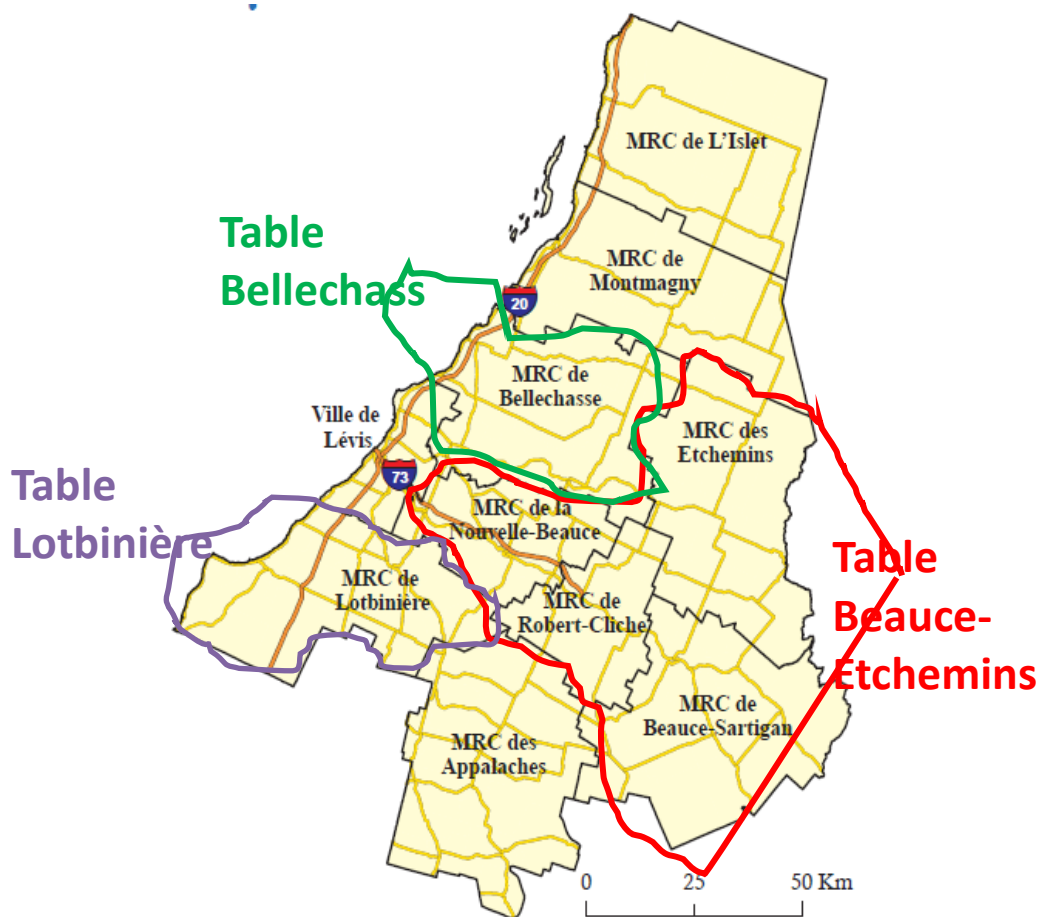 MRC de L'Islet
Table
Bellechass
MRC de
Montmagny
20
MRC de
Bellechasse
Ville de
Lévis
MRC des
Etchemins
73
Table
Lotbinière
MRC de la
Nouvelle-Beauce
MRC de
Lotbinière
MRC de
Robert-Cliche
Table
Beauce-
Etchemins
MRC de
Beauce-Sartigan
MRC des
Appalaches
0 25 50 Km